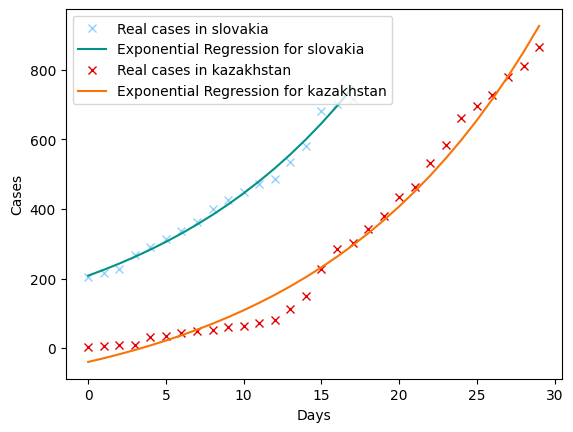 Real cases in slovakia
Exponential Regression for slovakia
Real cases in kazakhstan
Exponential Regression for kazakhstan
800
600
400
200
0
Cases
0 5 10 15 20 25 30
Days